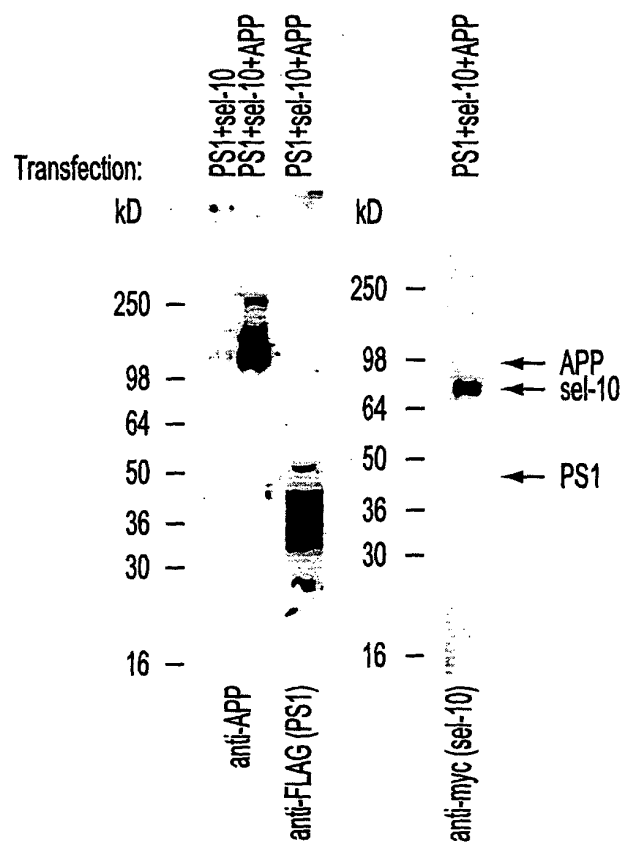 PS1+sel-10
PS1+sel-10+APP
PS1+sel-10+APP
PS1+sel-10+APP
Transfection:
kD
250
98
64
50
36
30
16
kD
250
98
64
50
36
30
16
APP
sel-10
PS1
anti-APP
anti-FLAG (PS1)
anti-myc (sel-10)